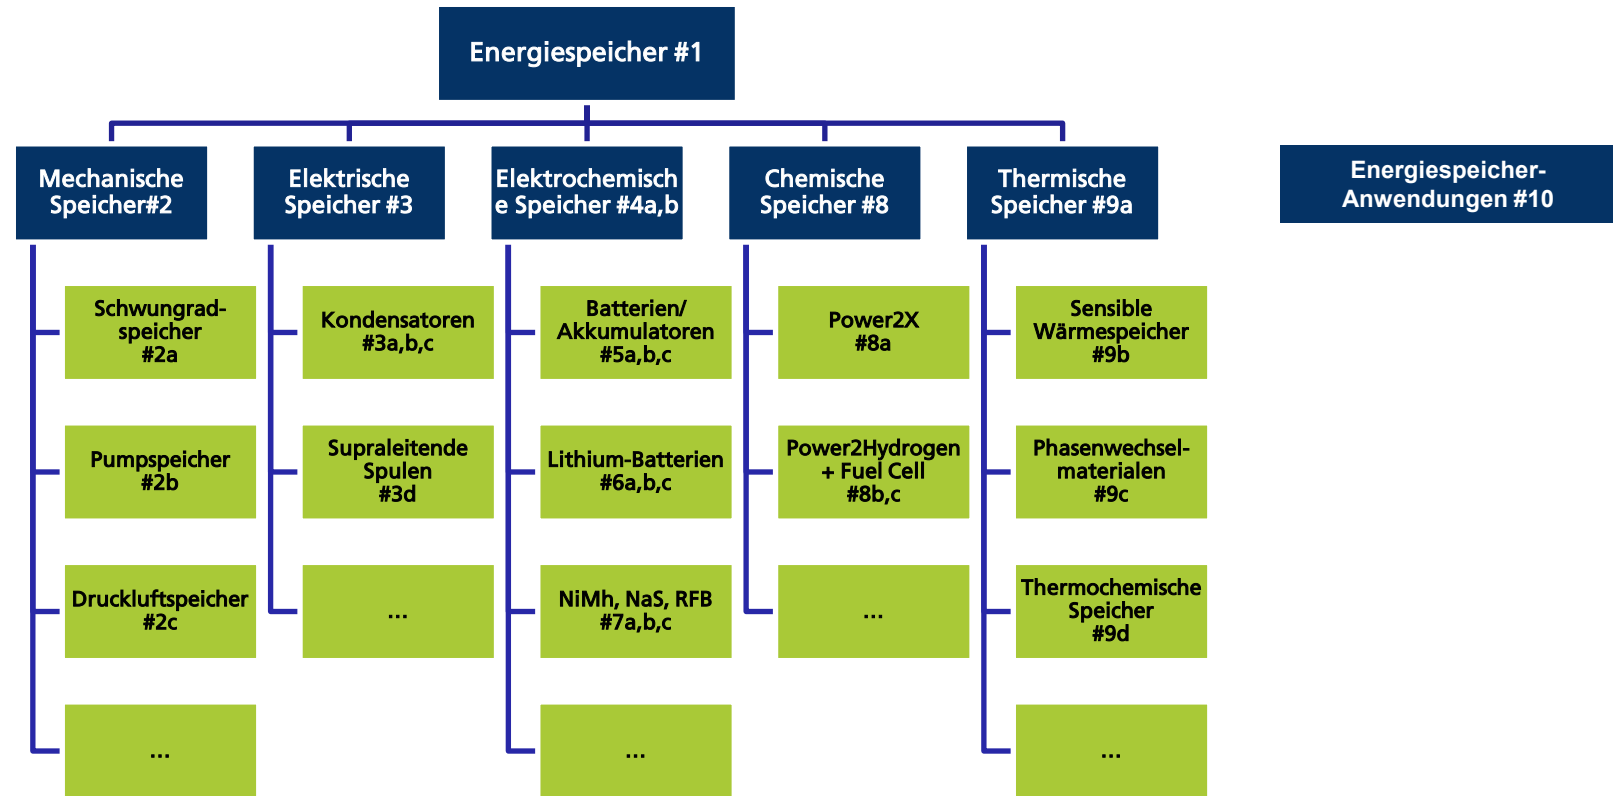 Energiespeicher #1
Mechanische
Speicher#2
Elektrische
Speicher #3
Elektrochemisch
e Speicher #4a,b
Chemische
Speicher #8
Thermische
Speicher #9a
Energiespeicher-
Anwendungen #10
Schwungrad-
speicher
#2a
Kondensatoren
#3a,b,c
Batterien/
Akkumulatoren
#5a,b,c
Power2X
#8a
Sensible
Wärmespeicher
#9b
Pumpspeicher
#2b
Supraleitende
Spulen
#3d
Lithium-Batterien
#6a,b,c
Power2Hydrogen
+ Fuel Cell
#8b,c
Phasenwechsel-
materialen
#9c
Druckluftspeicher
#2c
...
NiMh, NaS, RFB
#7a,b,c
...
Thermochemische
Speicher
#9d
...
...
...